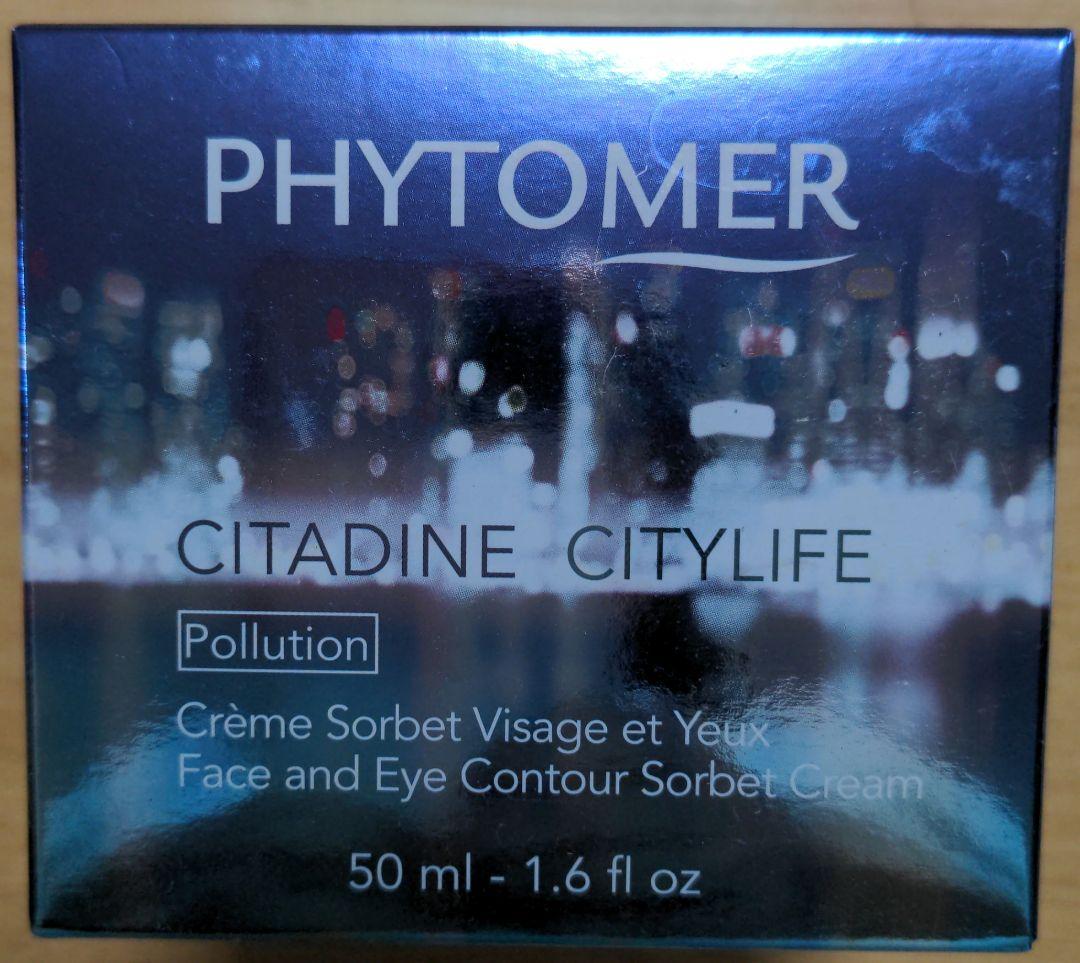 PHYTOMER
CITADINE CITYLIFE
Pollution
Crème Sorbet Visage et Yeux
Face and Eye Contour Sorbet Cream
50 ml - 1.6 fl oz